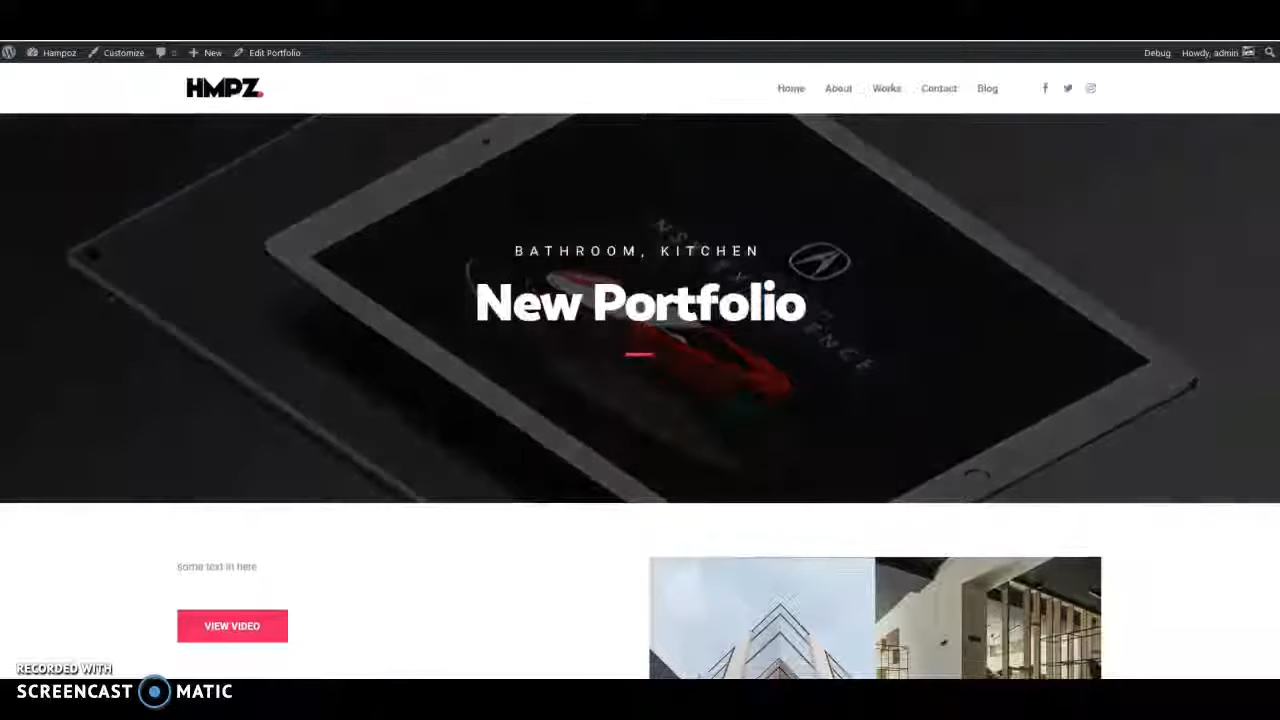 Hampoz Customize 0 New Edit Portfolio Debug Howdy, admin
HMPZ.
Home About Works Contact Blog
BATHROOM, KITCHEN
New Portfolio
some text in here
VIEW VIDEO
RECORDED WITH
SCREENCAST MATIC